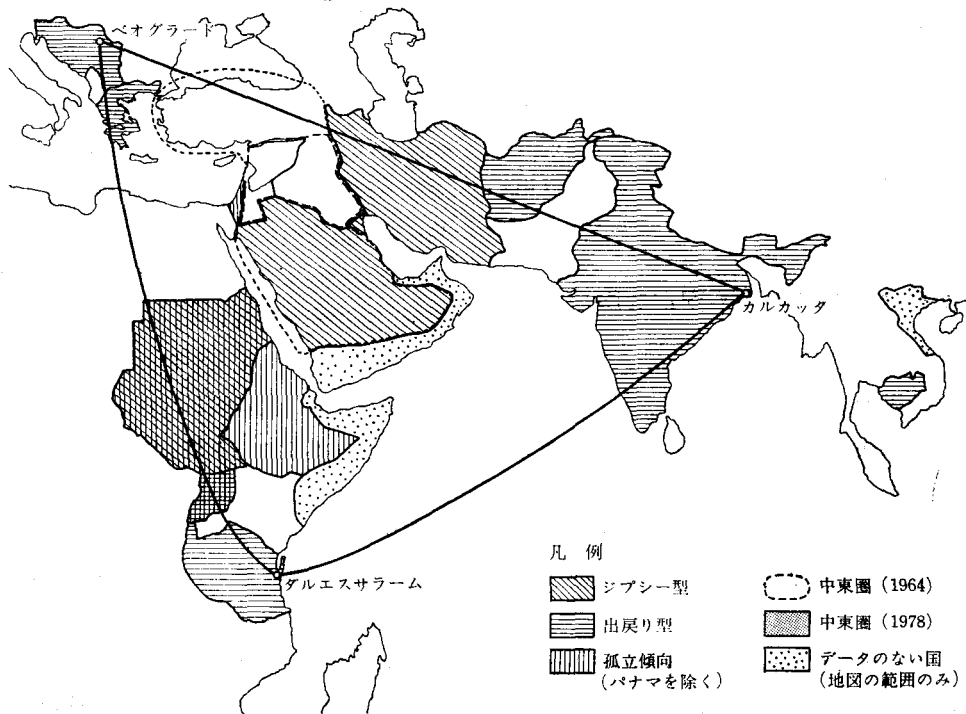 ベオグラード
カルカッタ
ダルエスサラーム
凡 例
ジプシー型
出戻り型
孤立傾向
(パナマを除く)
中東圏 (1964)
中東圏 (1978)
データのない国
(地図の範囲のみ)